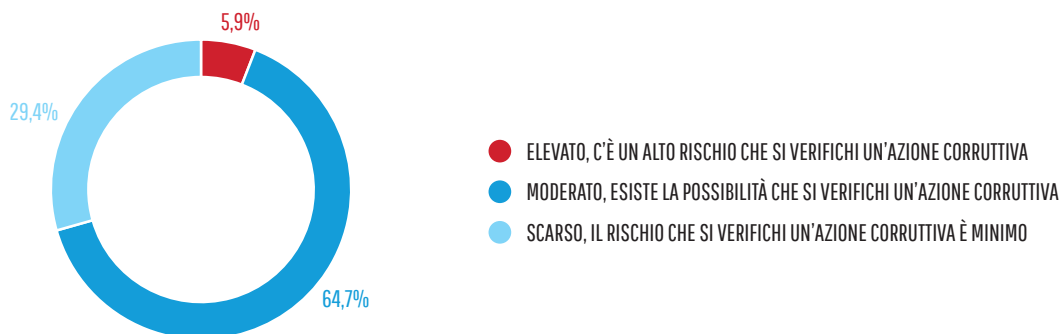 5,9%
29,4%
64,7%
ELEVATO, C'È UN ALTO RISCHIO CHE SI VERIFICHI UN'AZIONE CORRUTTIVA
MODERATO, ESISTE LA POSSIBILITÀ CHE SI VERIFICHI UN'AZIONE CORRUTTIVA
SCARSO, IL RISCHIO CHE SI VERIFICHI UN'AZIONE CORRUTTIVA È MINIMO